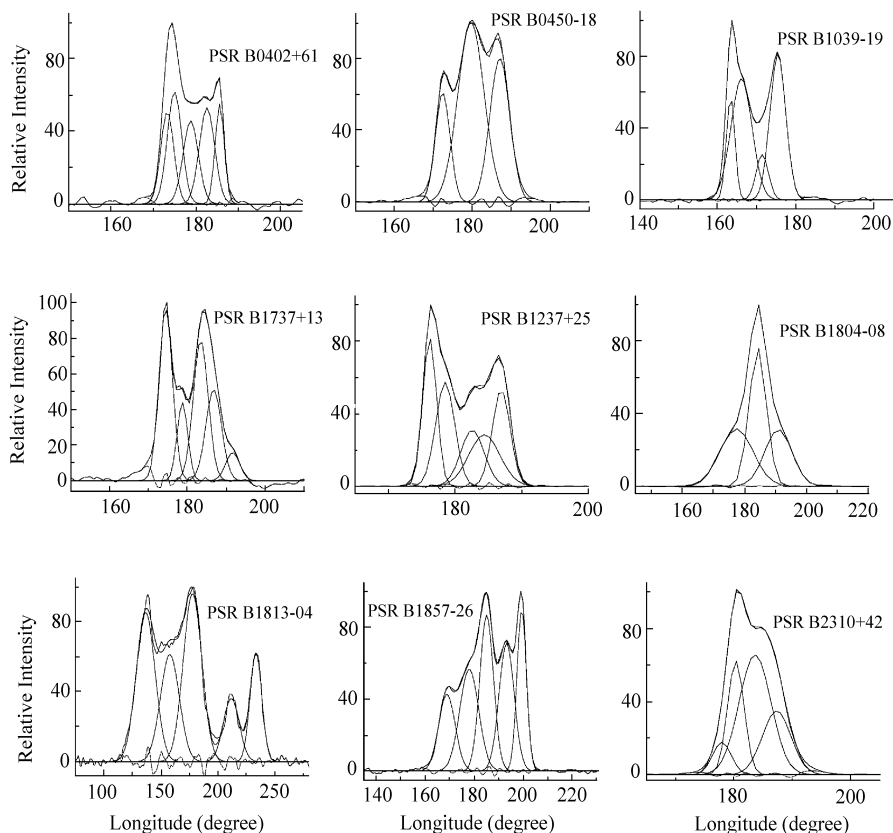 PSR B0402+61
Relative Intensity
80
40
0
160 180 200
PSR B0450-18
80
40
0
160 180 200
PSR B1039-19
80
40
0
140 160 180 200
PSR B1737+13
Relative Intensity
100
80
60
40
20
0
160 180 200
PSR B1237+25
80
40
0
180 200
PSR B1804-08
80
40
0
160 180 200 220
PSR B1813-04
Relative Intensity
80
40
0
100 150 200 250
Longitude (degree)
PSR B1857-26
80
40
0
140 160 180 200 220
Longitude (degree)
PSR B2310+42
80
40
0
180 200
Longitude (degree)